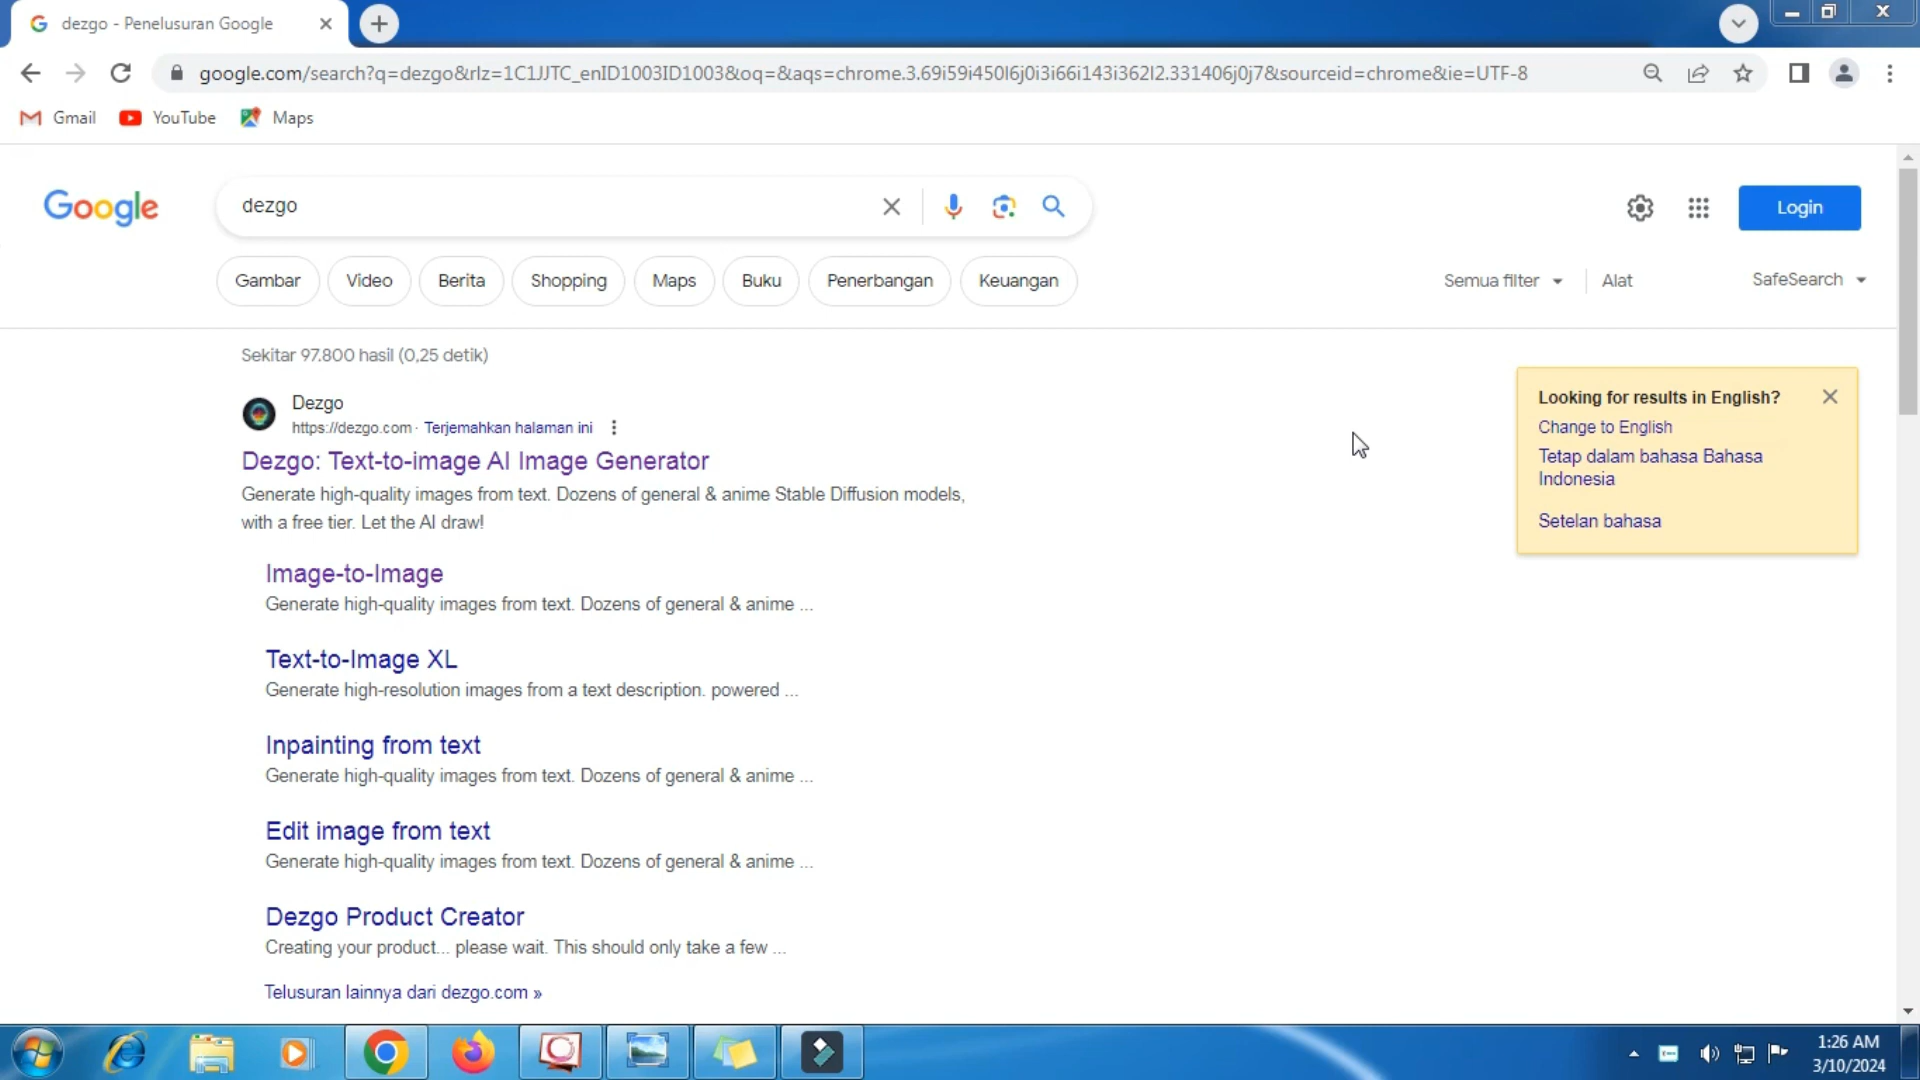 dezgo - Penelusuran Google
google.com/search?q=dezgo&rlz=1C1JJTC_enID1003ID1003&oq=&aqs=chrome.3.69i59i450l6j0i3i66i143i362l2.331406j0j7&sourceid=chrome&ie=UTF-8
Gmail YouTube Maps
Google dezgo Login
Gambar Video Berita Shopping Maps Buku Penerbangan Keuangan Semua filter Alat SafeSearch
Sekitar 97.800 hasil (0,25 detik)
Dezgo
https://dezgo.com · Terjemahkan halaman ini
Dezgo: Text-to-image AI Image Generator
Generate high-quality images from text. Dozens of general & anime Stable Diffusion models,
with a free tier. Let the AI draw!
Image-to-Image
Generate high-quality images from text. Dozens of general & anime ...
Text-to-Image XL
Generate high-resolution images from a text description. powered ...
Inpainting from text
Generate high-quality images from text. Dozens of general & anime ...
Edit image from text
Generate high-quality images from text. Dozens of general & anime ...
Dezgo Product Creator
Creating your product... please wait. This should only take a few ...
Telusuran lainnya dari dezgo.com »
Looking for results in English?
Change to English
Tetap dalam bahasa Bahasa
Indonesia
Setelan bahasa
1:26 AM
3/10/2024